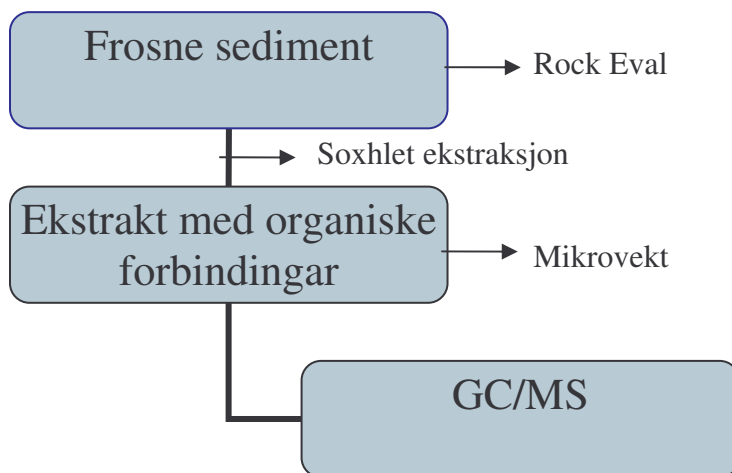 Frosne sediment
Rock Eval
Soxhlet ekstraksjon
Ekstrakt med organiske
forbindingar
Mikrovekt
GC/MS